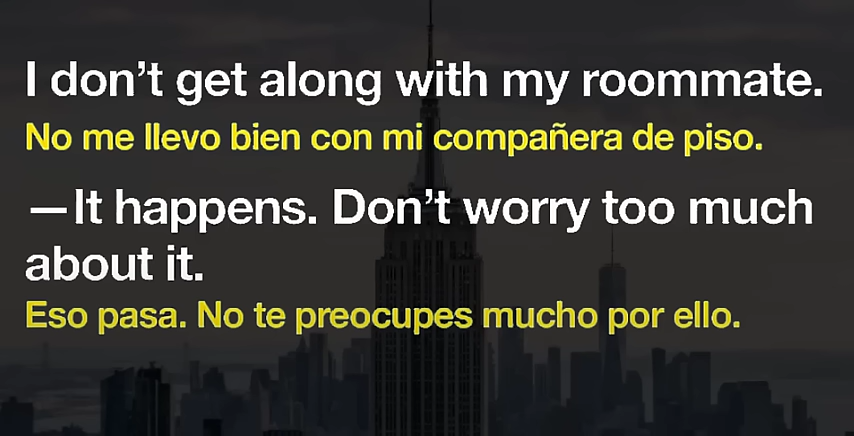 I don’t get along with my roommate.
No me llevo bien con mi compañera de piso.
—It happens. Don’t worry too much
about it.
Eso pasa. No te preocupes mucho por ello.